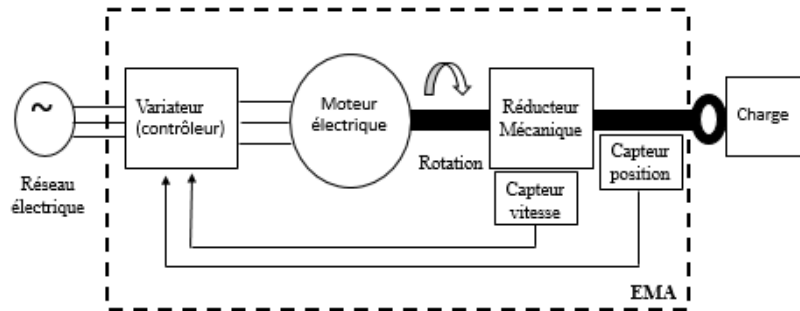 ~
Réseau
électrique
Variateur
(contrôleur)
Moteur
électrique
Rotation
Réducteur
Mécanique
Capteur
vitesse
Capteur
position
Charge
EMA